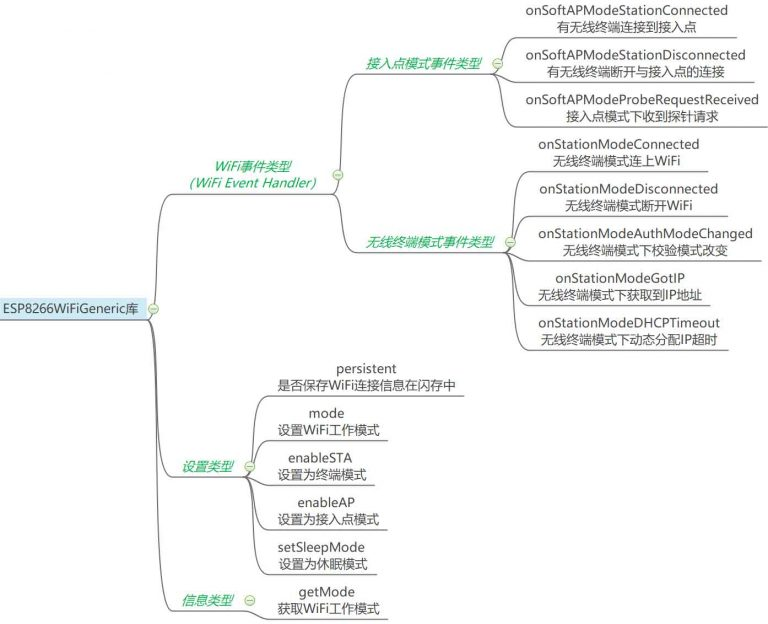 ESP8266WiFiGeneric库
WiFi事件类型
（WiFi Event Handler）
接入点模式事件类型
onSoftAPModeStationConnected
有无线终端连接到接入点
onSoftAPModeStationDisconnected
有无线终端断开与接入点的连接
onSoftAPModeProbeRequestReceived
接入点模式下收到探针请求
无线终端模式事件类型
onStationModeConnected
无线终端模式连上WiFi
onStationModeDisconnected
无线终端模式断开WiFi
onStationModeAuthModeChanged
无线终端模式下校验模式改变
onStationModeGotIP
无线终端模式下获取到IP地址
onStationModeDHCPTimeout
无线终端模式下动态分配IP超时
设置类型
persistent
是否保存WiFi连接信息在闪存中
mode
设置WiFi工作模式
enableSTA
设置为终端模式
enableAP
设置为接入点模式
setSleepMode
设置为休眠模式
信息类型
getMode
获取WiFi工作模式